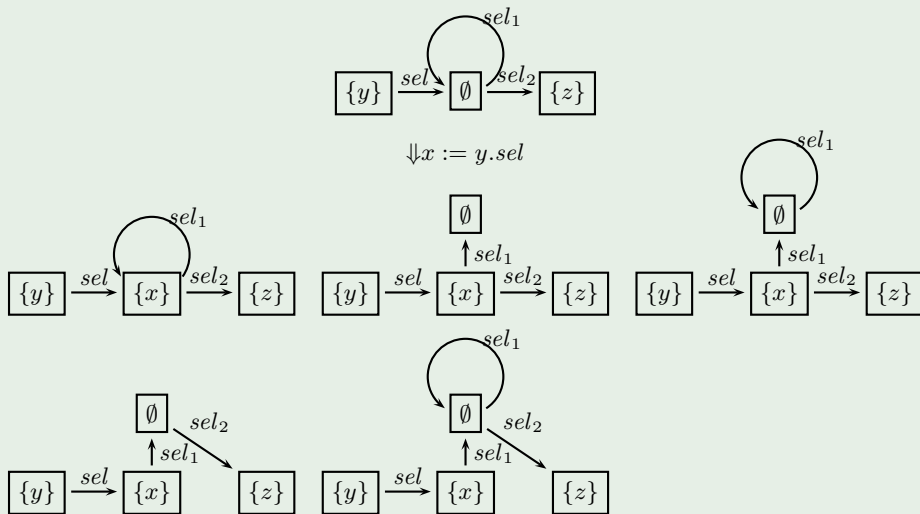 sel₁
{y} sel ∅ sel₂ {z}
⇓x := y.sel
sel₁
∅ ∅
sel₁
{y} sel {x} sel₂ {z} {y} sel {x} sel₁ sel₂ {z} {y} sel {x} sel₁ sel₂ {z}
sel₁
∅ sel₂ ∅ sel₂
{y} sel {x} sel₁ {z} {y} sel {x} sel₁ {z}